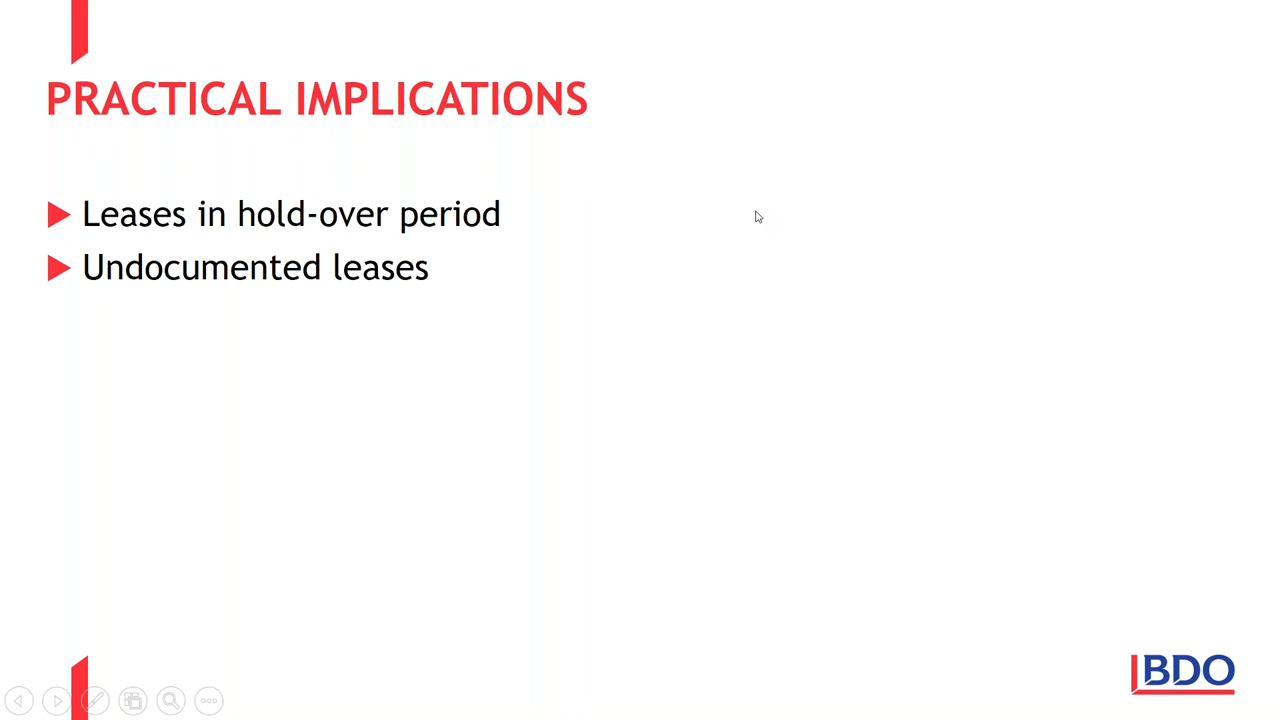 PRACTICAL IMPLICATIONS
Leases in hold-over period
Undocumented leases
BDO